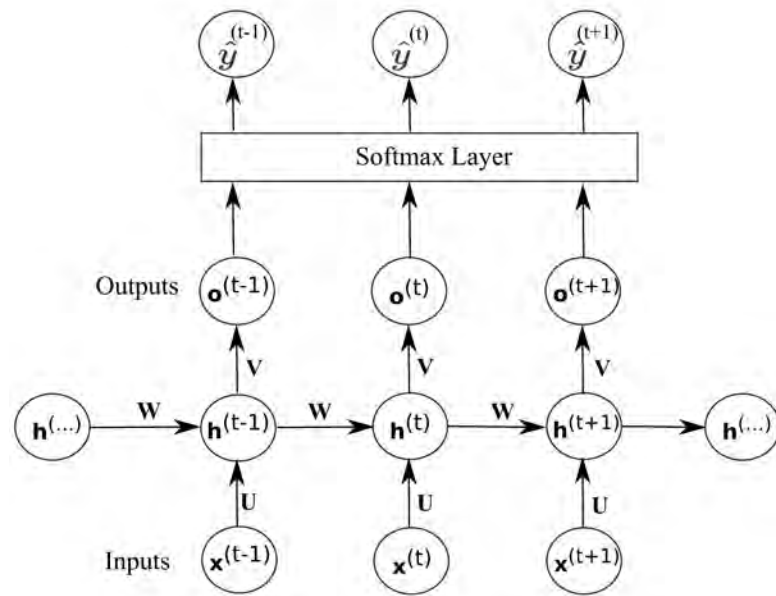 ŷ(t-1) ŷ(t) ŷ(t+1)
Softmax Layer
Outputs o(t-1) o(t) o(t+1)
V V V
W W W
h(...) h(t-1) h(t) h(t+1) h(...)
U U U
Inputs x(t-1) x(t) x(t+1)